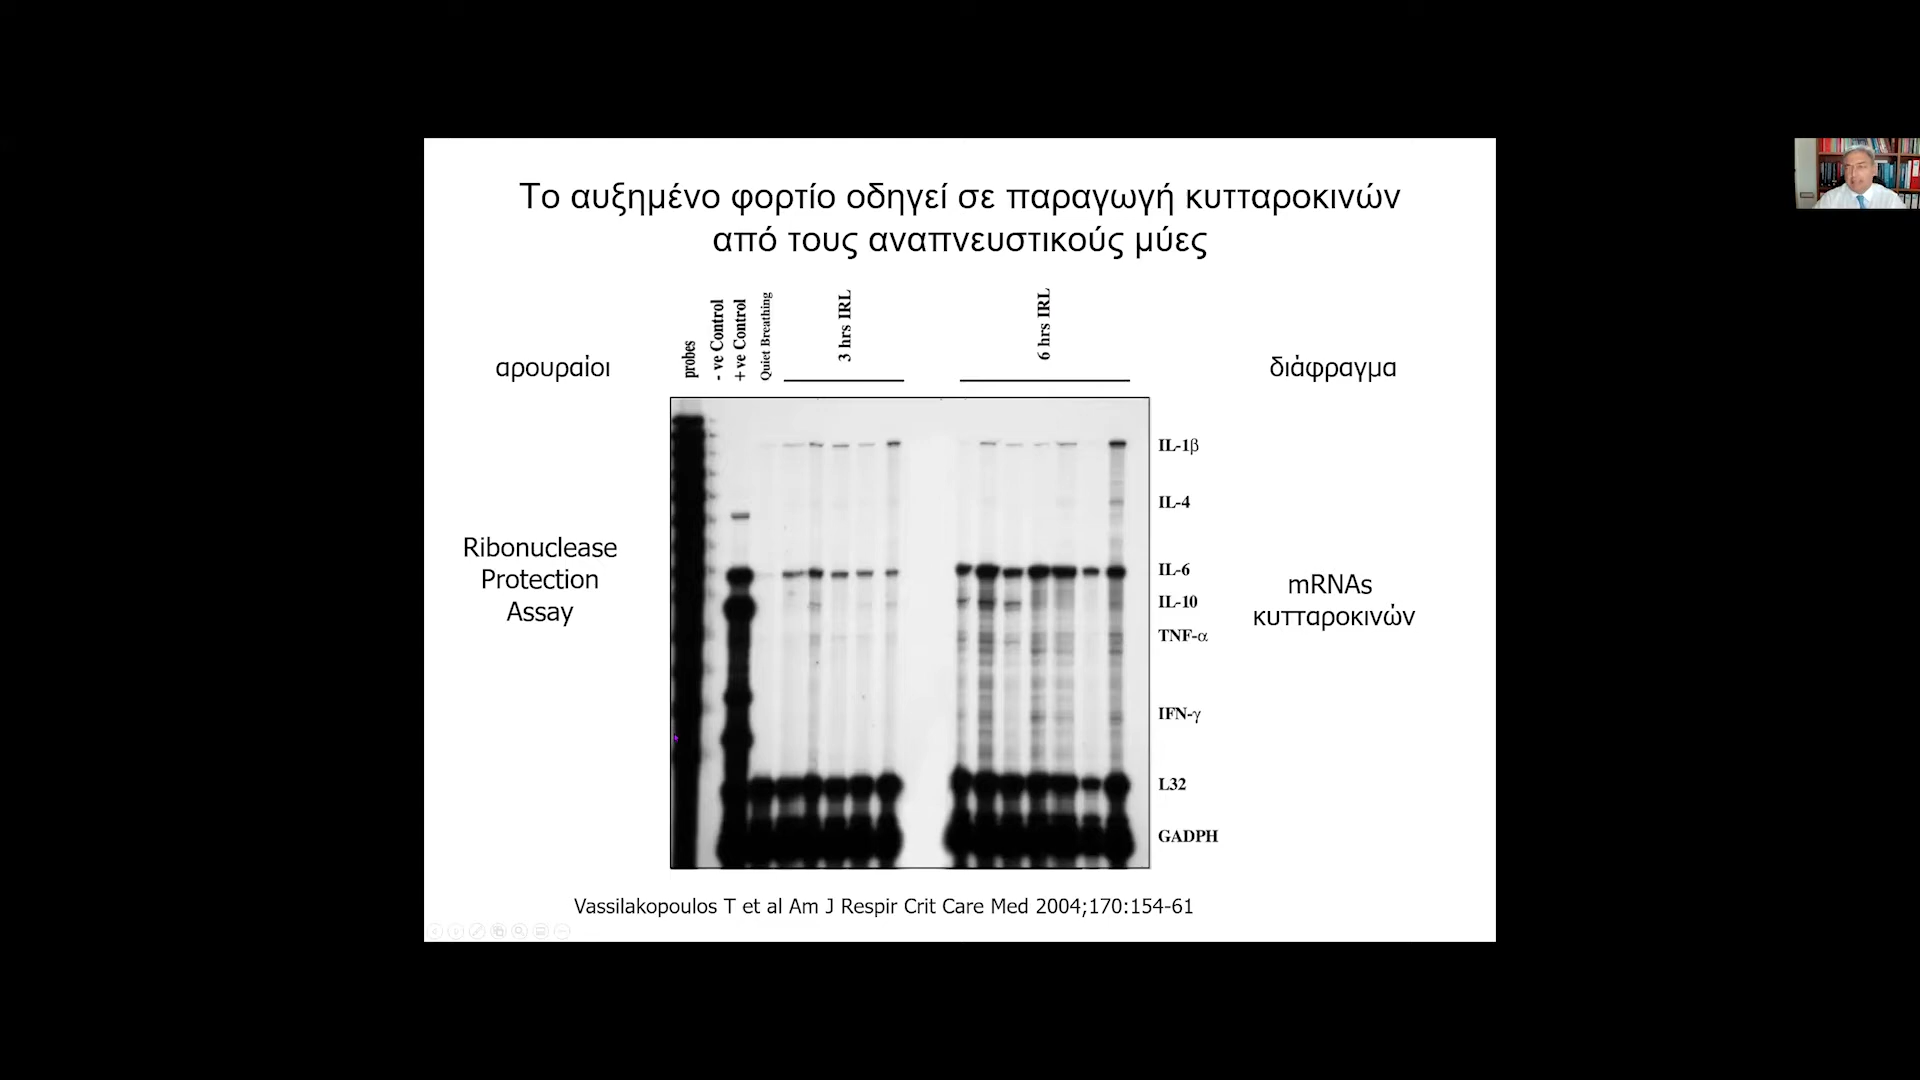 Το αυξημένο φορτίο οδηγεί σε παραγωγή κυτταροκινών
από τους αναπνευστικούς μύες
probes
- ve Control
+ ve Control
Quiet Breathing
3 hrs IRL
6 hrs IRL
αρουραίοι
διάφραγμα
IL-1β
IL-4
IL-6
IL-10
TNF-α
IFN-γ
L32
GADPH
Ribonuclease
Protection
Assay
mRNAs
κυτταροκινών
Vassilakopoulos T et al Am J Respir Crit Care Med 2004;170:154-61